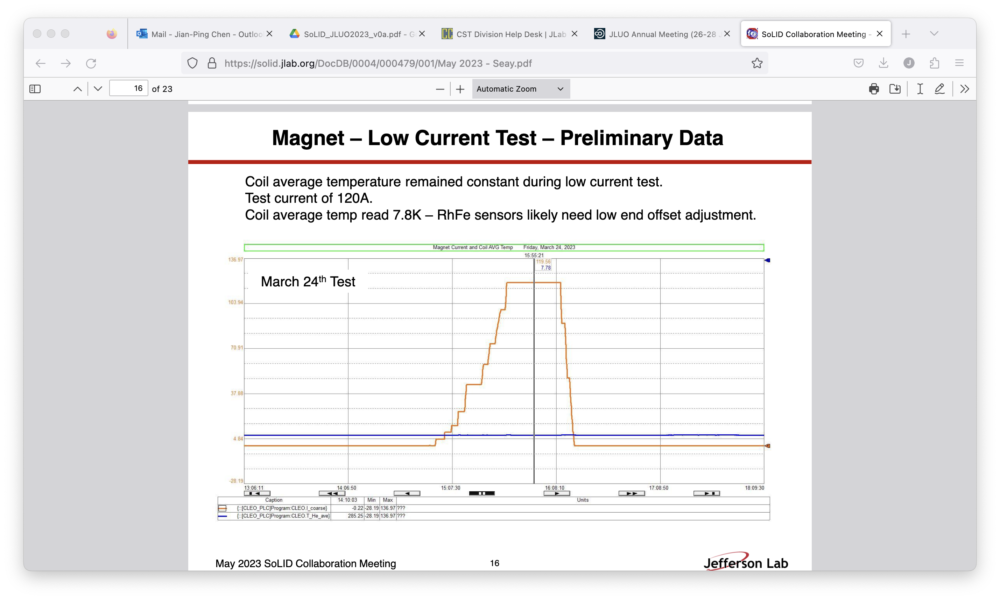 Mail - Jian-Ping Chen - Outloo
SoLID_JLUO2023_v0a.pdf - G
CST Division Help Desk | JLab
JLUO Annual Meeting (26-28
SoLID Collaboration Meeting -
https://solid.jlab.org/DocDB/0004/000479/001/May 2023 - Seay.pdf
J
16 of 23
Automatic Zoom
Magnet – Low Current Test – Preliminary Data
Coil average temperature remained constant during low current test.
Test current of 120A.
Coil average temp read 7.8K – RhFe sensors likely need low end offset adjustment.
Magnet Current and Coil AVG Temp Friday, March 24, 2023
15:55:21
136.97
119.56
7.78
March 24th Test
103.94
70.91
37.88
4.84
-28.19
13:06:11 14:06:50 15:07:30 16:08:10 17:08:50 18:09:30
Caption 14:10:03 Min Max Units
{::[CLEO_PLC]Program:CLEO.I_coarse} -0.22 -28.19 136.97 ???
{::[CLEO_PLC]Program:CLEO.T_He_ave} 285.25 -28.19 136.97 ???
May 2023 SoLID Collaboration Meeting 16 Jefferson Lab